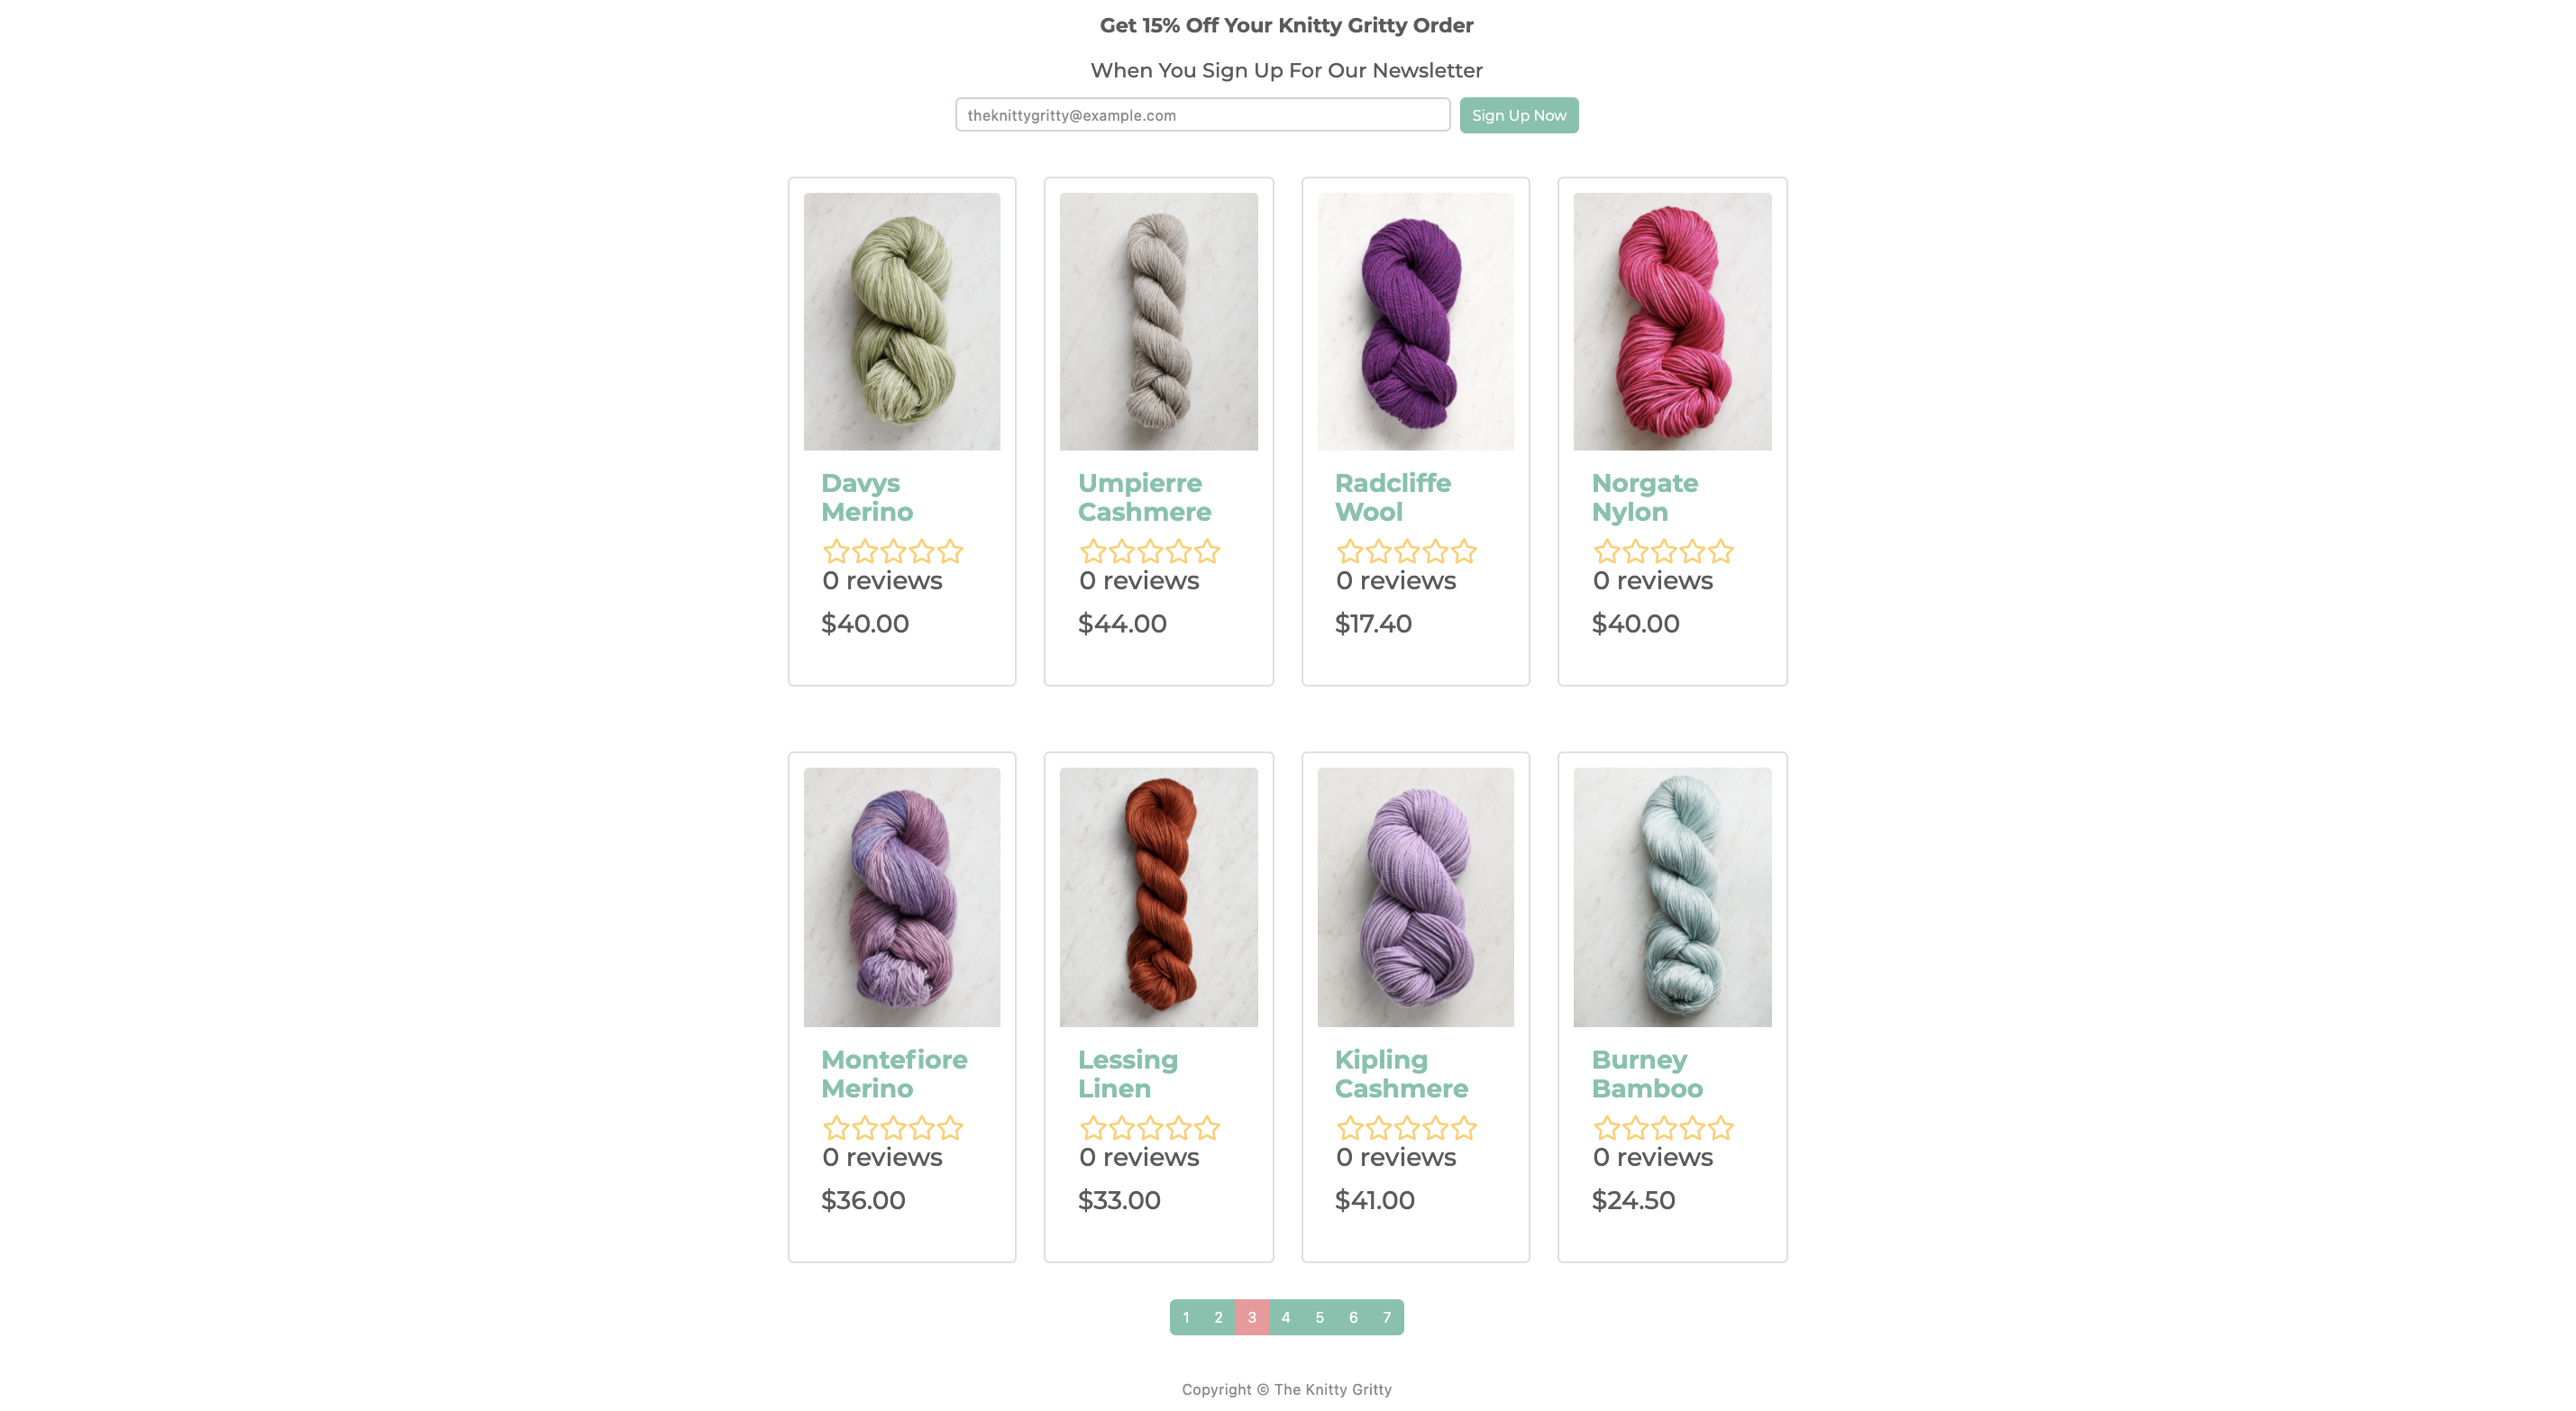 Get 15% Off Your Knitty Gritty Order
When You Sign Up For Our Newsletter
theknittygritty@example.com
Sign Up Now
Davys
Merino
0 reviews
$40.00
Umpierre
Cashmere
0 reviews
$44.00
Radcliffe
Wool
0 reviews
$17.40
Norgate
Nylon
0 reviews
$40.00
Montefiore
Merino
0 reviews
$36.00
Lessing
Linen
0 reviews
$33.00
Kipling
Cashmere
0 reviews
$41.00
Burney
Bamboo
0 reviews
$24.50
1 2 3 4 5 6 7
Copyright © The Knitty Gritty